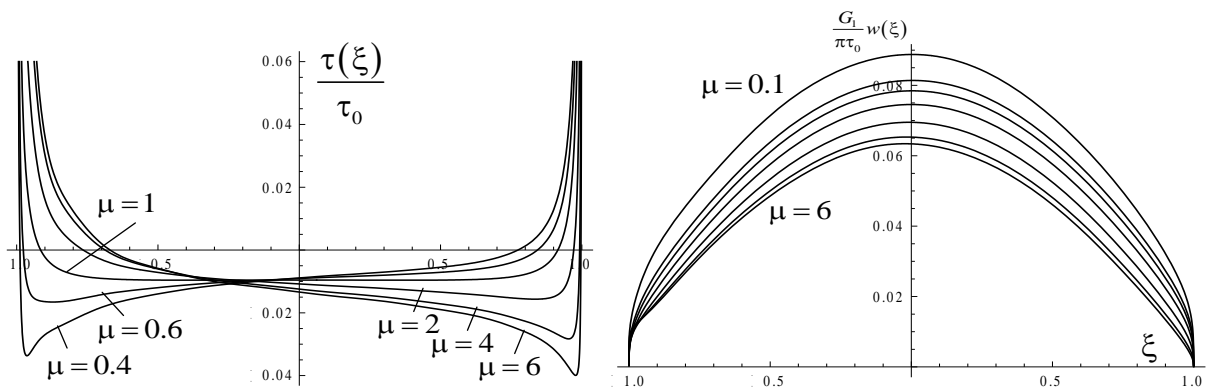 0.06
τ(ξ)
τ₀
0.04
0.02
μ = 1
1.0
0.5
0.5
1.0
μ = 0.6
μ = 0.4
0.02
μ = 2
μ = 4
μ = 6
0.04
G₁
πτ₀
w(ξ)
μ = 0.1
0.08
0.06
μ = 6
0.02
ξ
1.0
0.5
0.5
1.0